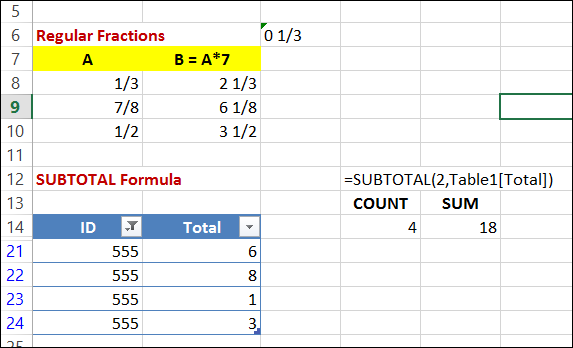 5
6 Regular Fractions 0 1/3
7 A B = A*7
8 1/3 2 1/3
9 7/8 6 1/8
10 1/2 3 1/2
11
12 SUBTOTAL Formula =SUBTOTAL(2,Table1[Total])
13 COUNT SUM
14 ID Total 4 18
21 555 6
22 555 8
23 555 1
24 555 3
25